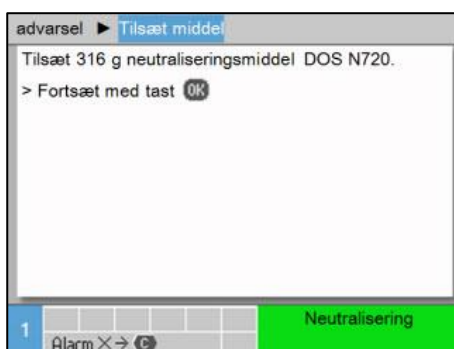 advarsel ► Tilsæt middel
Tilsæt 316 g neutraliseringsmiddel DOS N720.
> Fortsæt med tast OK
Neutralisering
1
Alarm X → C